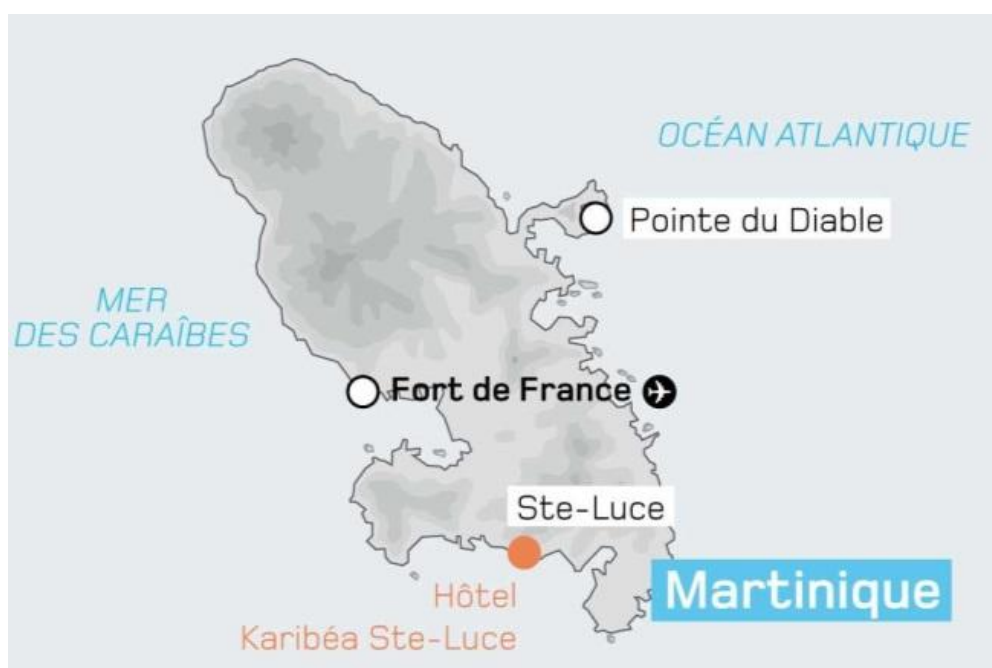 OCÉAN ATLANTIQUE
Pointe du Diable
MER
DES CARAÏBES
Fort de France
Ste-Luce
Martinique
Hôtel
Karibéa Ste-Luce